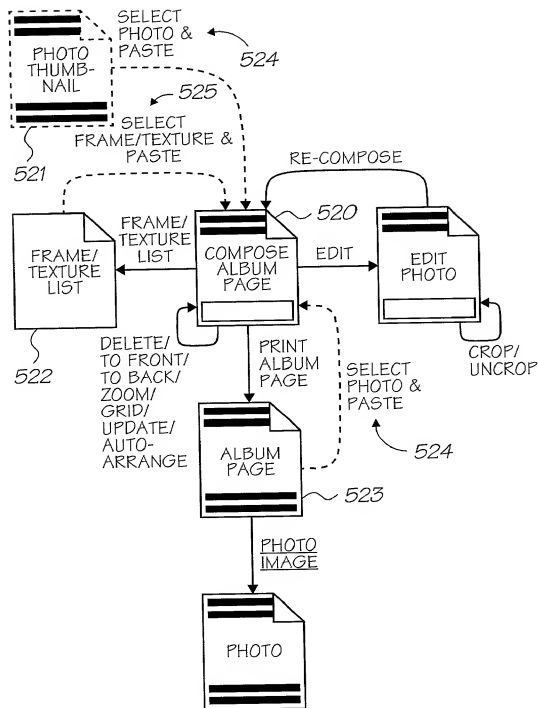 SELECT
PHOTO &
PASTE
524
PHOTO
THUMB-
NAIL
525
SELECT
FRAME/TEXTURE &
PASTE
521
RE-COMPOSE
520
FRAME/
TEXTURE
LIST
FRAME/
TEXTURE
LIST
COMPOSE
ALBUM
PAGE
EDIT
EDIT
PHOTO
522
DELETE/
TO FRONT/
TO BACK/
ZOOM/
GRID/
UPDATE/
AUTO-
ARRANGE
PRINT
ALBUM
PAGE
SELECT
PHOTO &
PASTE
CROP/
UNCROP
524
ALBUM
PAGE
523
PHOTO
IMAGE
PHOTO